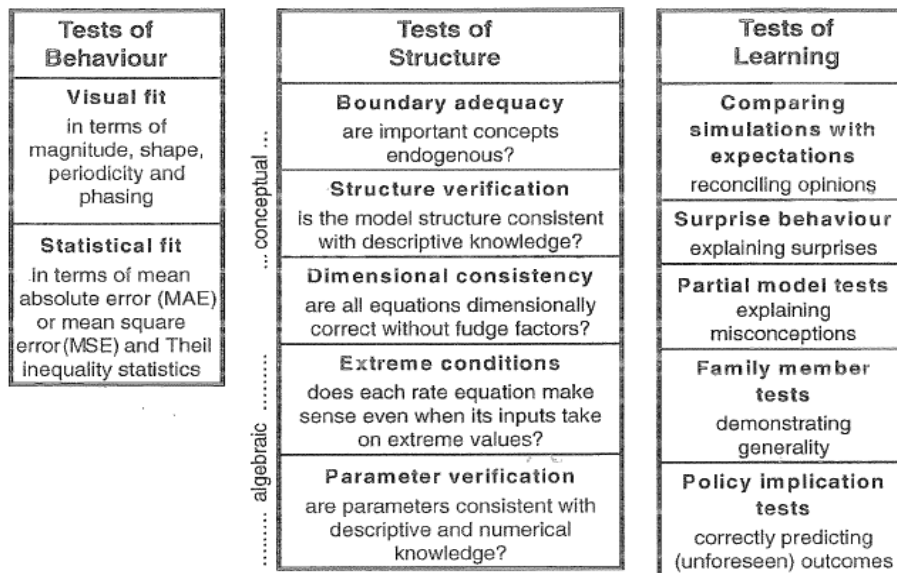 Tests of
Behaviour
Visual fit
in terms of
magnitude, shape,
periodicity and
phasing
Statistical fit
in terms of mean
absolute error (MAE)
or mean square
error(MSE) and Theil
inequality statistics
......... algebraic ......... ... conceptual ...
Tests of
Structure
Boundary adequacy
are important concepts
endogenous?
Structure verification
is the model structure consistent
with descriptive knowledge?
Dimensional consistency
are all equations dimensionally
correct without fudge factors?
Extreme conditions
does each rate equation make
sense even when its inputs take
on extreme values?
Parameter verification
are parameters consistent with
descriptive and numerical
knowledge?
Tests of
Learning
Comparing
simulations with
expectations
reconciling opinions
Surprise behaviour
explaining surprises
Partial model tests
explaining
misconceptions
Family member
tests
demonstrating
generality
Policy implication
tests
correctly predicting
(unforeseen) outcomes